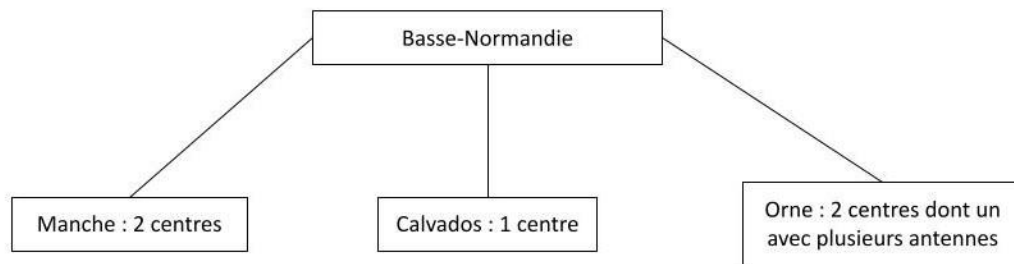 Basse-Normandie
Manche : 2 centres
Calvados : 1 centre
Orne : 2 centres dont un
avec plusieurs antennes